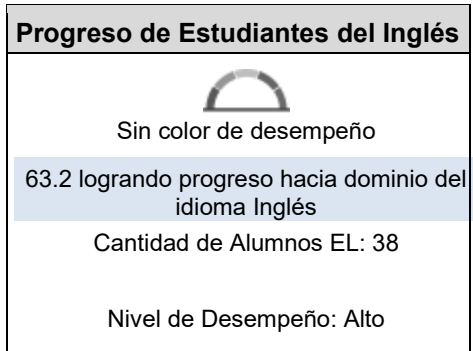 Progreso de Estudiantes del Inglés
Sin color de desempeño
63.2 logrando progreso hacia dominio del
idioma Inglés
Cantidad de Alumnos EL: 38
Nivel de Desempeño: Alto